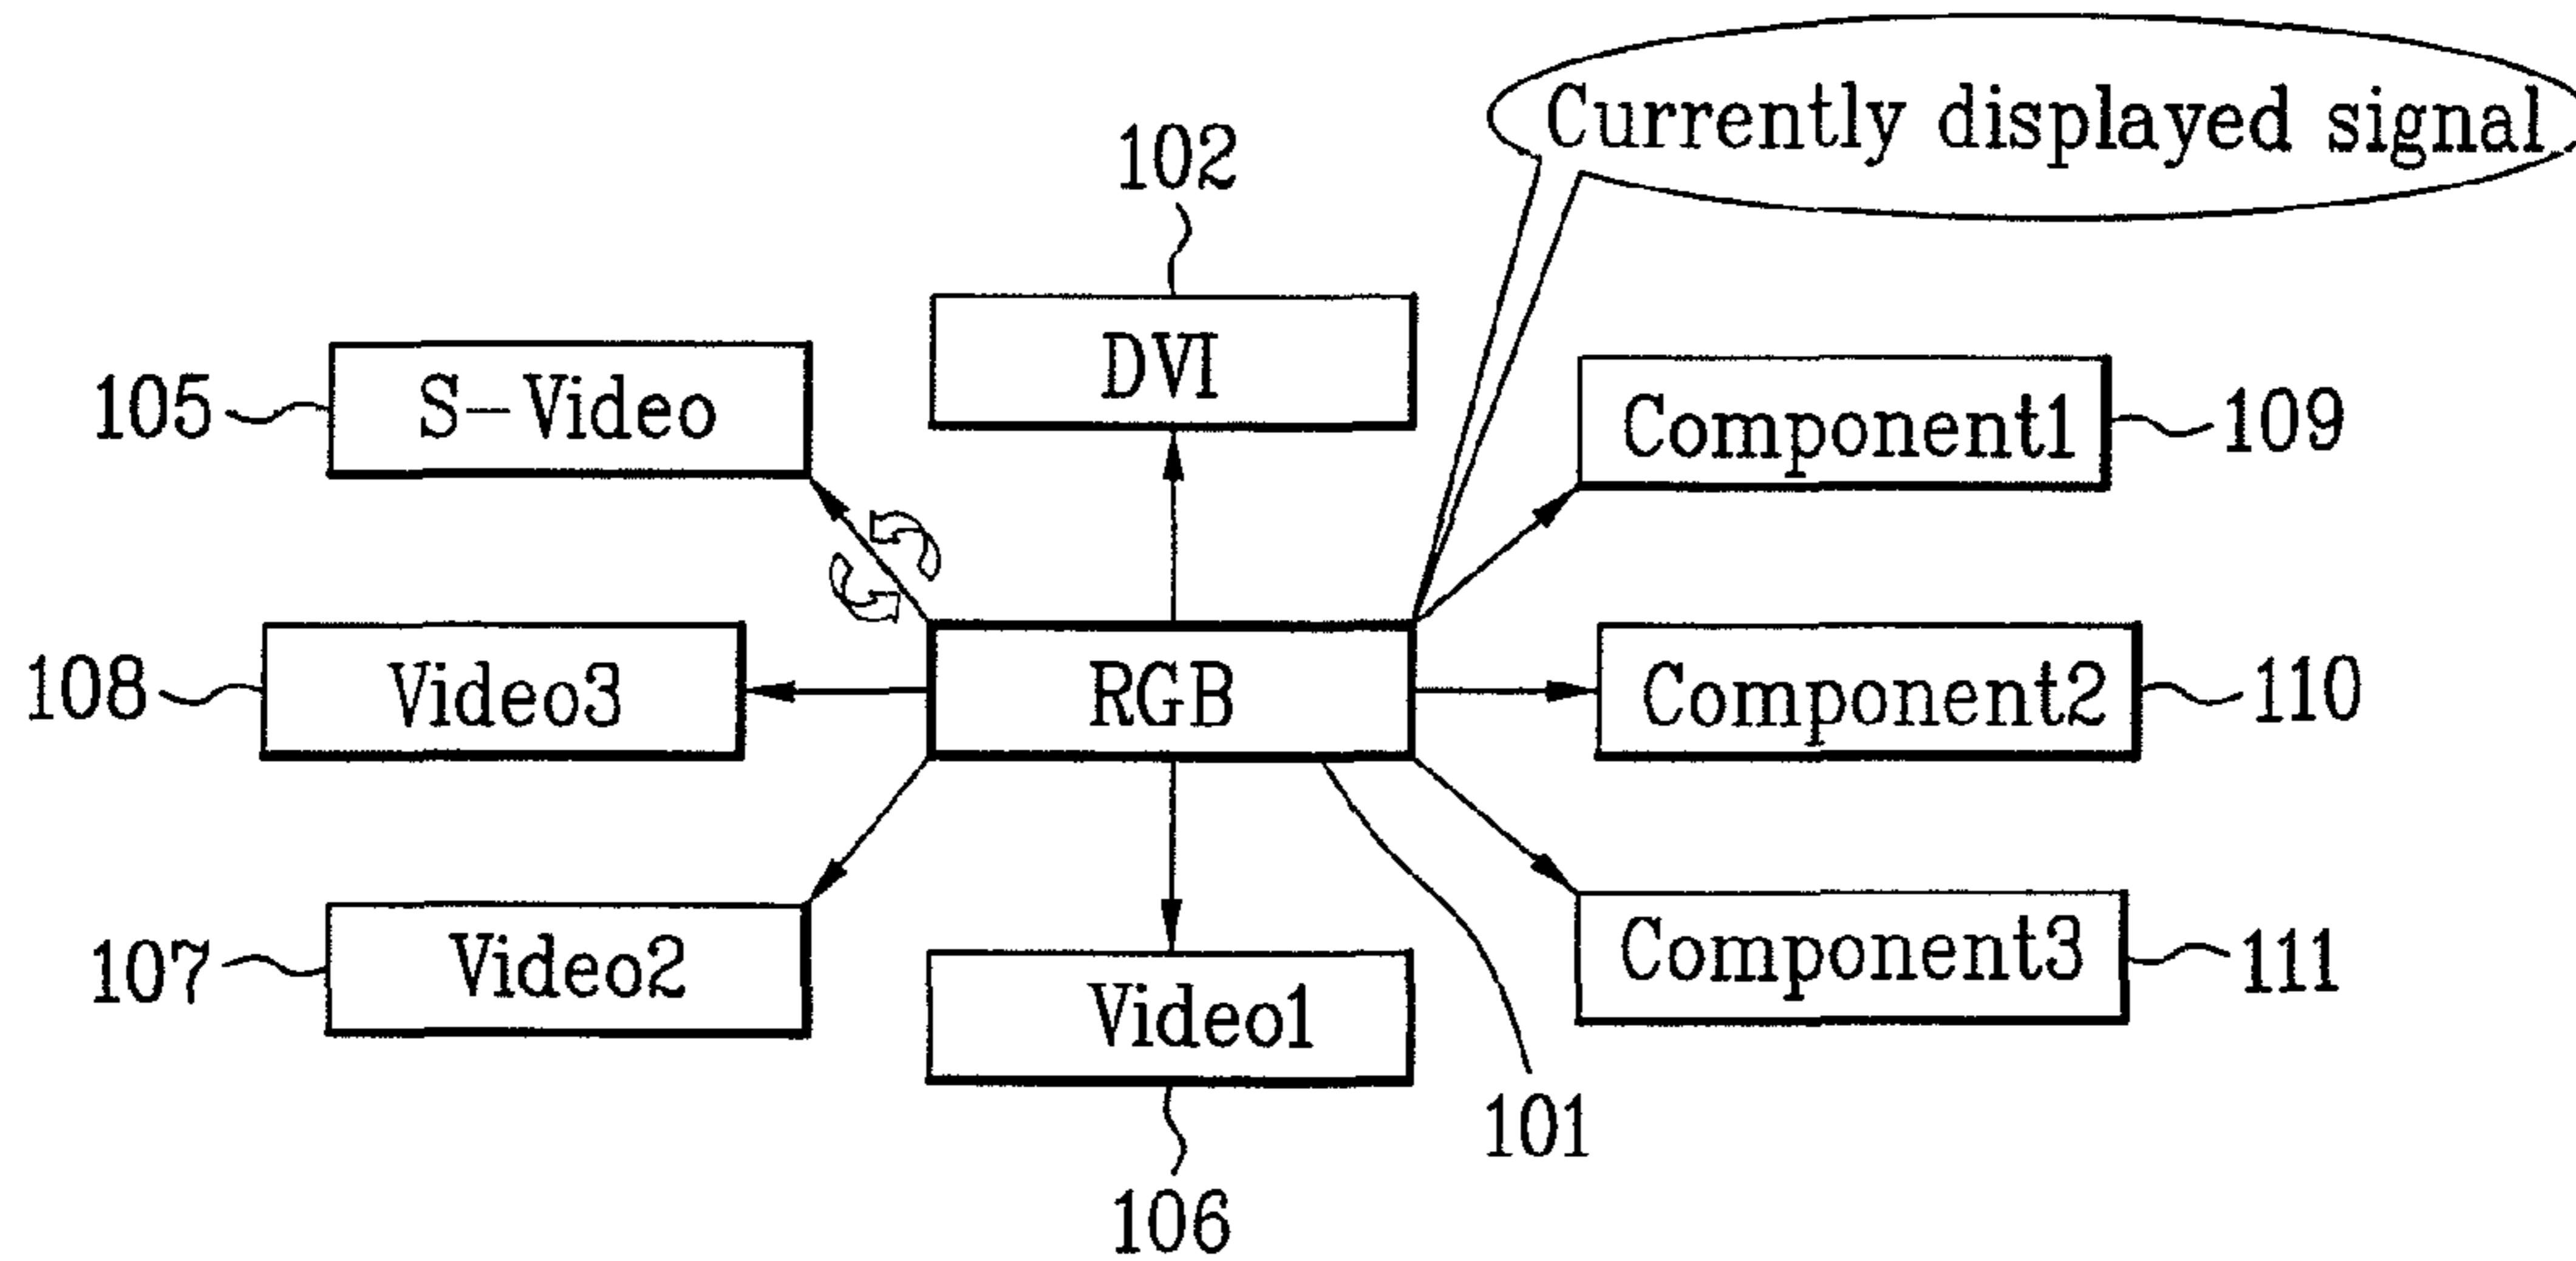 Currently displayed signal
102
DVI
105
S-Video
Component1
109
108
Video3
RGB
Component2
110
107
Video2
Video1
Component3
111
101
106